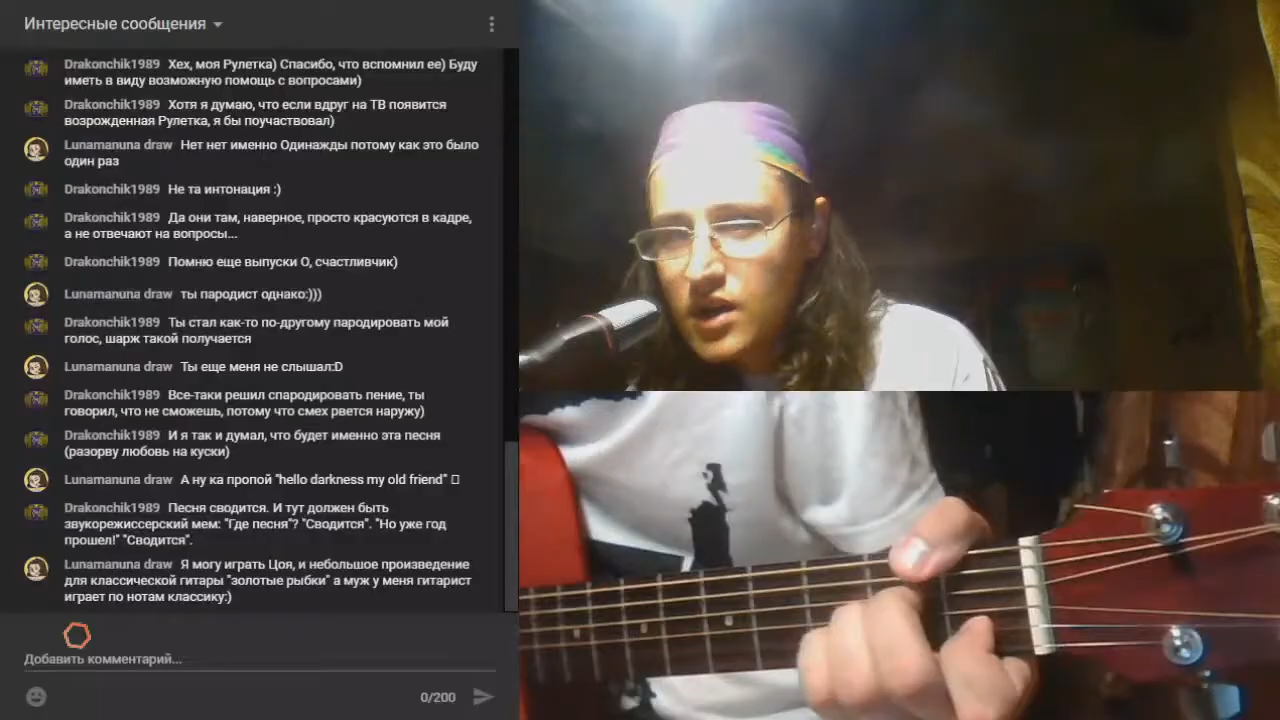 Интересные сообщения
Drakonchik1989 Хех, моя Рулетка) Спасибо, что вспомнил ее) Буду
иметь в виду возможную помощь с вопросами)
Drakonchik1989 Хотя я думаю, что если вдруг на ТВ появится
возрожденная Рулетка, я бы поучаствовал)
Lunamanuna draw Нет нет именно Одинажды потому как это было
один раз
Drakonchik1989 Не та интонация :)
Drakonchik1989 Да они там, наверное, просто красуются в кадре,
а не отвечают на вопросы...
Drakonchik1989 Помню еще выпуски О, счастливчик)
Lunamanuna draw ты пародист однако:)))
Drakonchik1989 Ты стал как-то по-другому пародировать мой
голос, шарж такой получается
Lunamanuna draw Ты еще меня не слышал:D
Drakonchik1989 Все-таки решил спародировать пение, ты
говорил, что не сможешь, потому что смех рвется наружу)
Drakonchik1989 И я так и думал, что будет именно эта песня
(разорву любовь на куски)
Lunamanuna draw А ну ка пропой "hello darkness my old friend"
Drakonchik1989 Песня сводится. И тут должен быть
звукорежиссерский мем: "Где песня"? "Сводится". "Но уже год
прошел!" "Сводится".
Lunamanuna draw Я могу играть Цоя, и небольшое произведение
для классической гитары "золотые рыбки" а муж у меня гитарист
играет по нотам классику:)
Добавить комментарий...
0/200